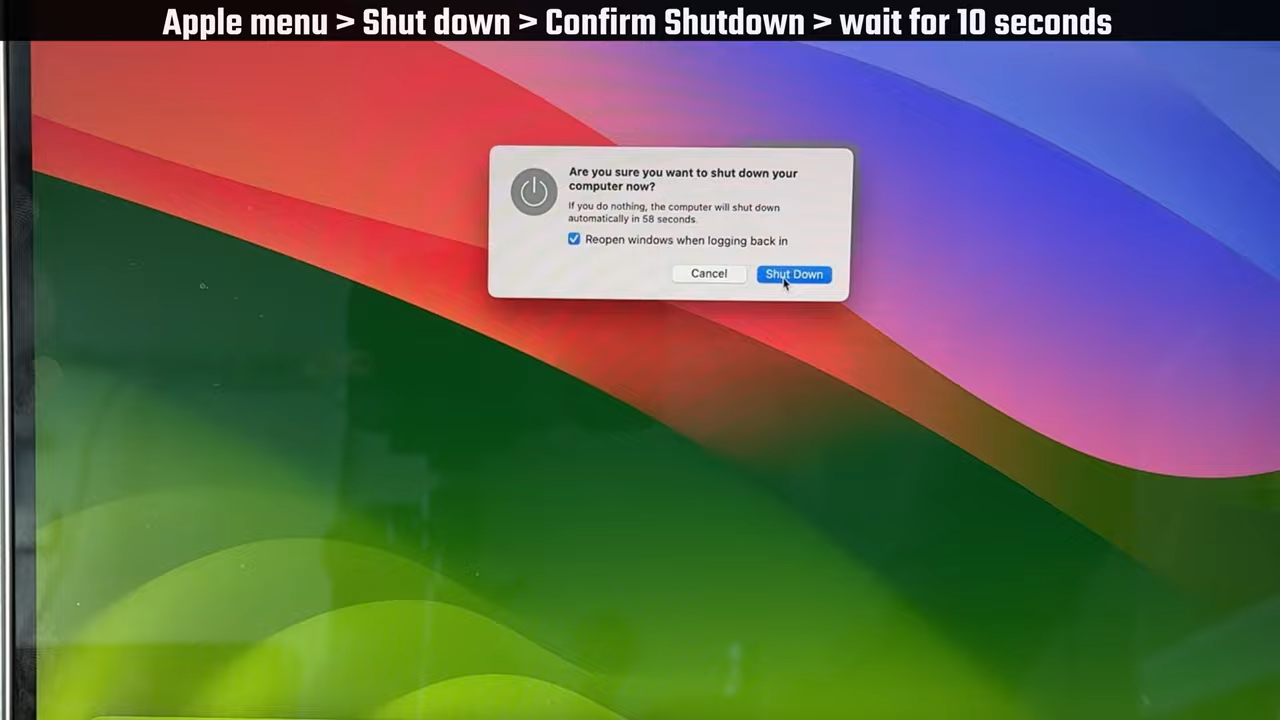 Apple menu > Shut down > Confirm Shutdown > wait for 10 seconds
Are you sure you want to shut down your
computer now?
If you do nothing, the computer will shut down
automatically in 58 seconds.
Reopen windows when logging back in
Cancel
Shut Down